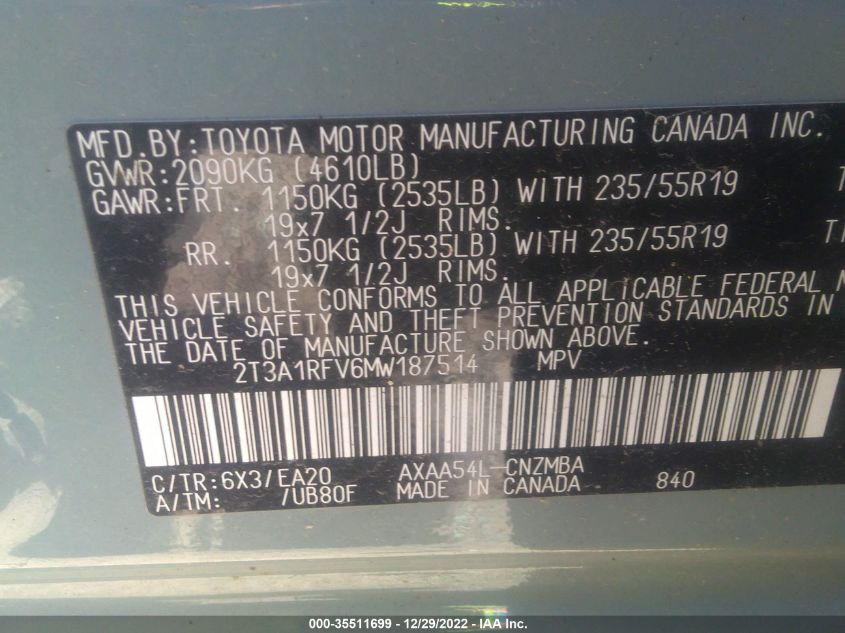 MFD.BY:TOYOTA MOTOR MANUFACTURING CANADA INC.
GVWR:2090KG (4610LB)
GAWR:FRT. 1150KG (2535LB) WITH 235/55R19
19x7 1/2J RIMS.
RR. 1150KG (2535LB) WITH 235/55R19
19x7 1/2J RIMS.
THIS VEHICLE CONFORMS TO ALL APPLICABLE FEDERAL
VEHICLE SAFETY AND THEFT PREVENTION STANDARDS IN
THE DATE OF MANUFACTURE SHOWN ABOVE.
2T3A1RFV6MW187514 MPV
C/TR:6X3/EA20 AXAA54L-CNZMBA 840
A/TM: /UB80F MADE IN CANADA
000-35511699 - 12/29/2022 - IAA Inc.